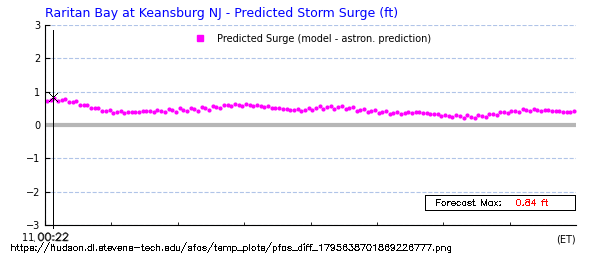 Raritan Bay at Keansburg NJ - Predicted Storm Surge (ft)
3
Predicted Surge (model - astron. prediction)
2
1
0
−1
−2
Forecast Max: 0.84 ft
−3
11 00:22
(ET)
https://hudson.dl.stevens-tech.edu/sfas/temp_plots/pfas_diff_1795638701869226777.png